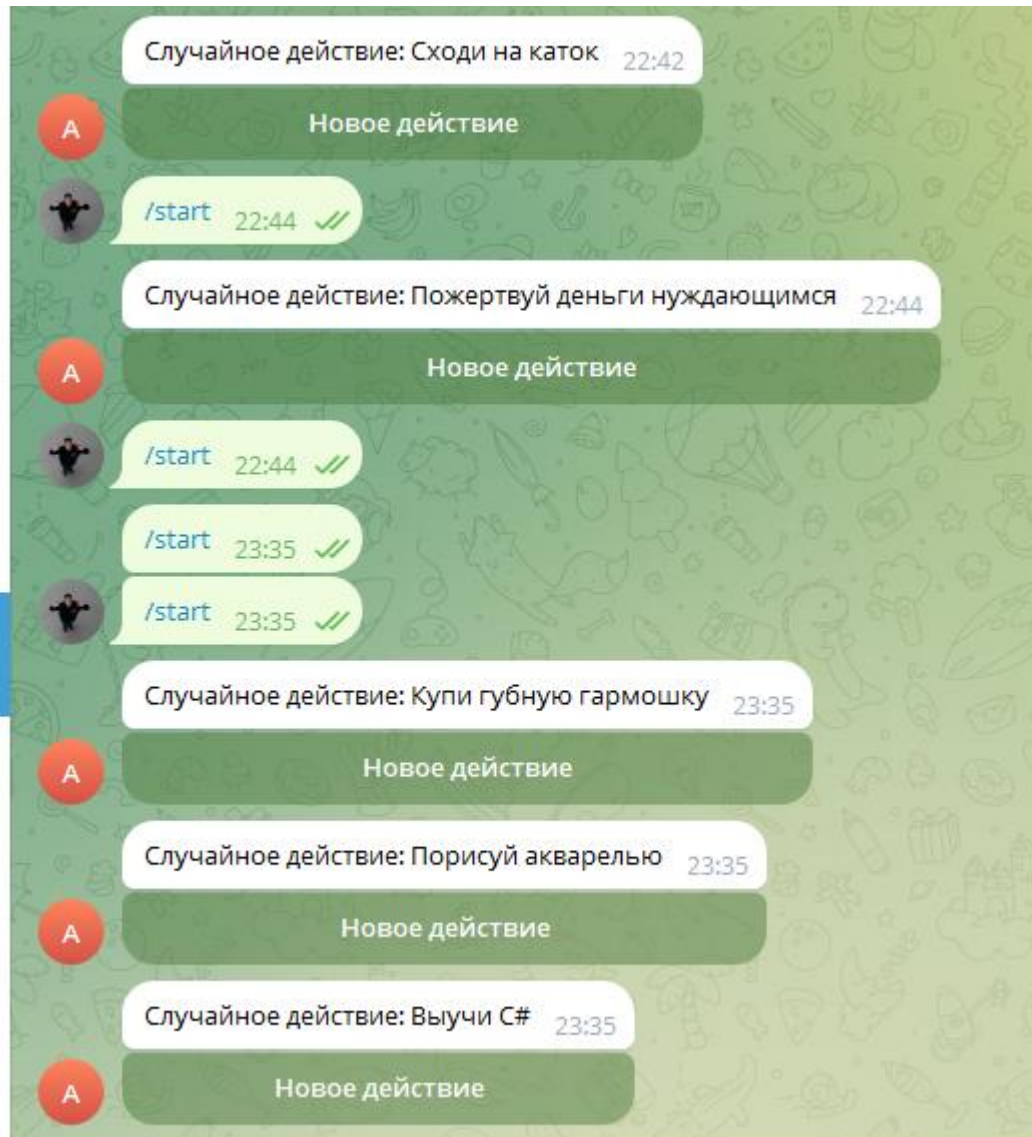 Случайное действие: Сходи на каток 22:42
А
Новое действие
/start 22:44
Случайное действие: Пожертвуй деньги нуждающимся 22:44
А
Новое действие
/start 22:44
/start 23:35
/start 23:35
Случайное действие: Купи губную гармошку 23:35
А
Новое действие
Случайное действие: Порисуй акварелью 23:35
А
Новое действие
Случайное действие: Выучи C# 23:35
А
Новое действие